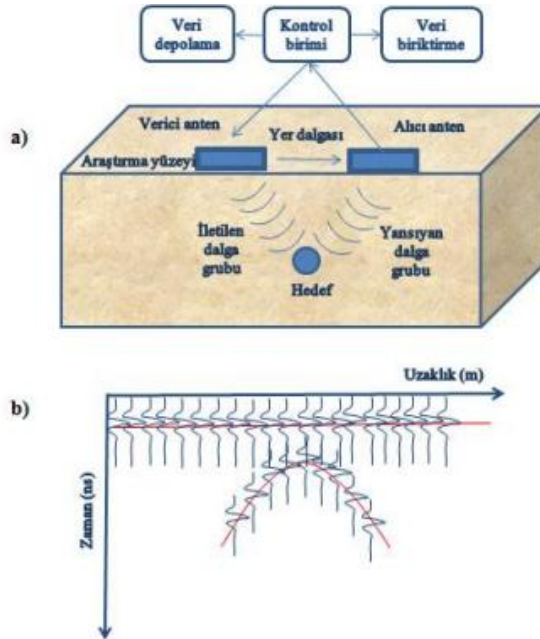 Veri
depolama
Kontrol
birimi
Veri
biriktirme
a)
Verici anten
Alıcı anten
Yer dalgası
Araştırma yüzeyi
İletilen
dalga
grubu
Yansıyan
dalga
grubu
Hedef
b)
Uzaklık (m)
Zaman (ns)